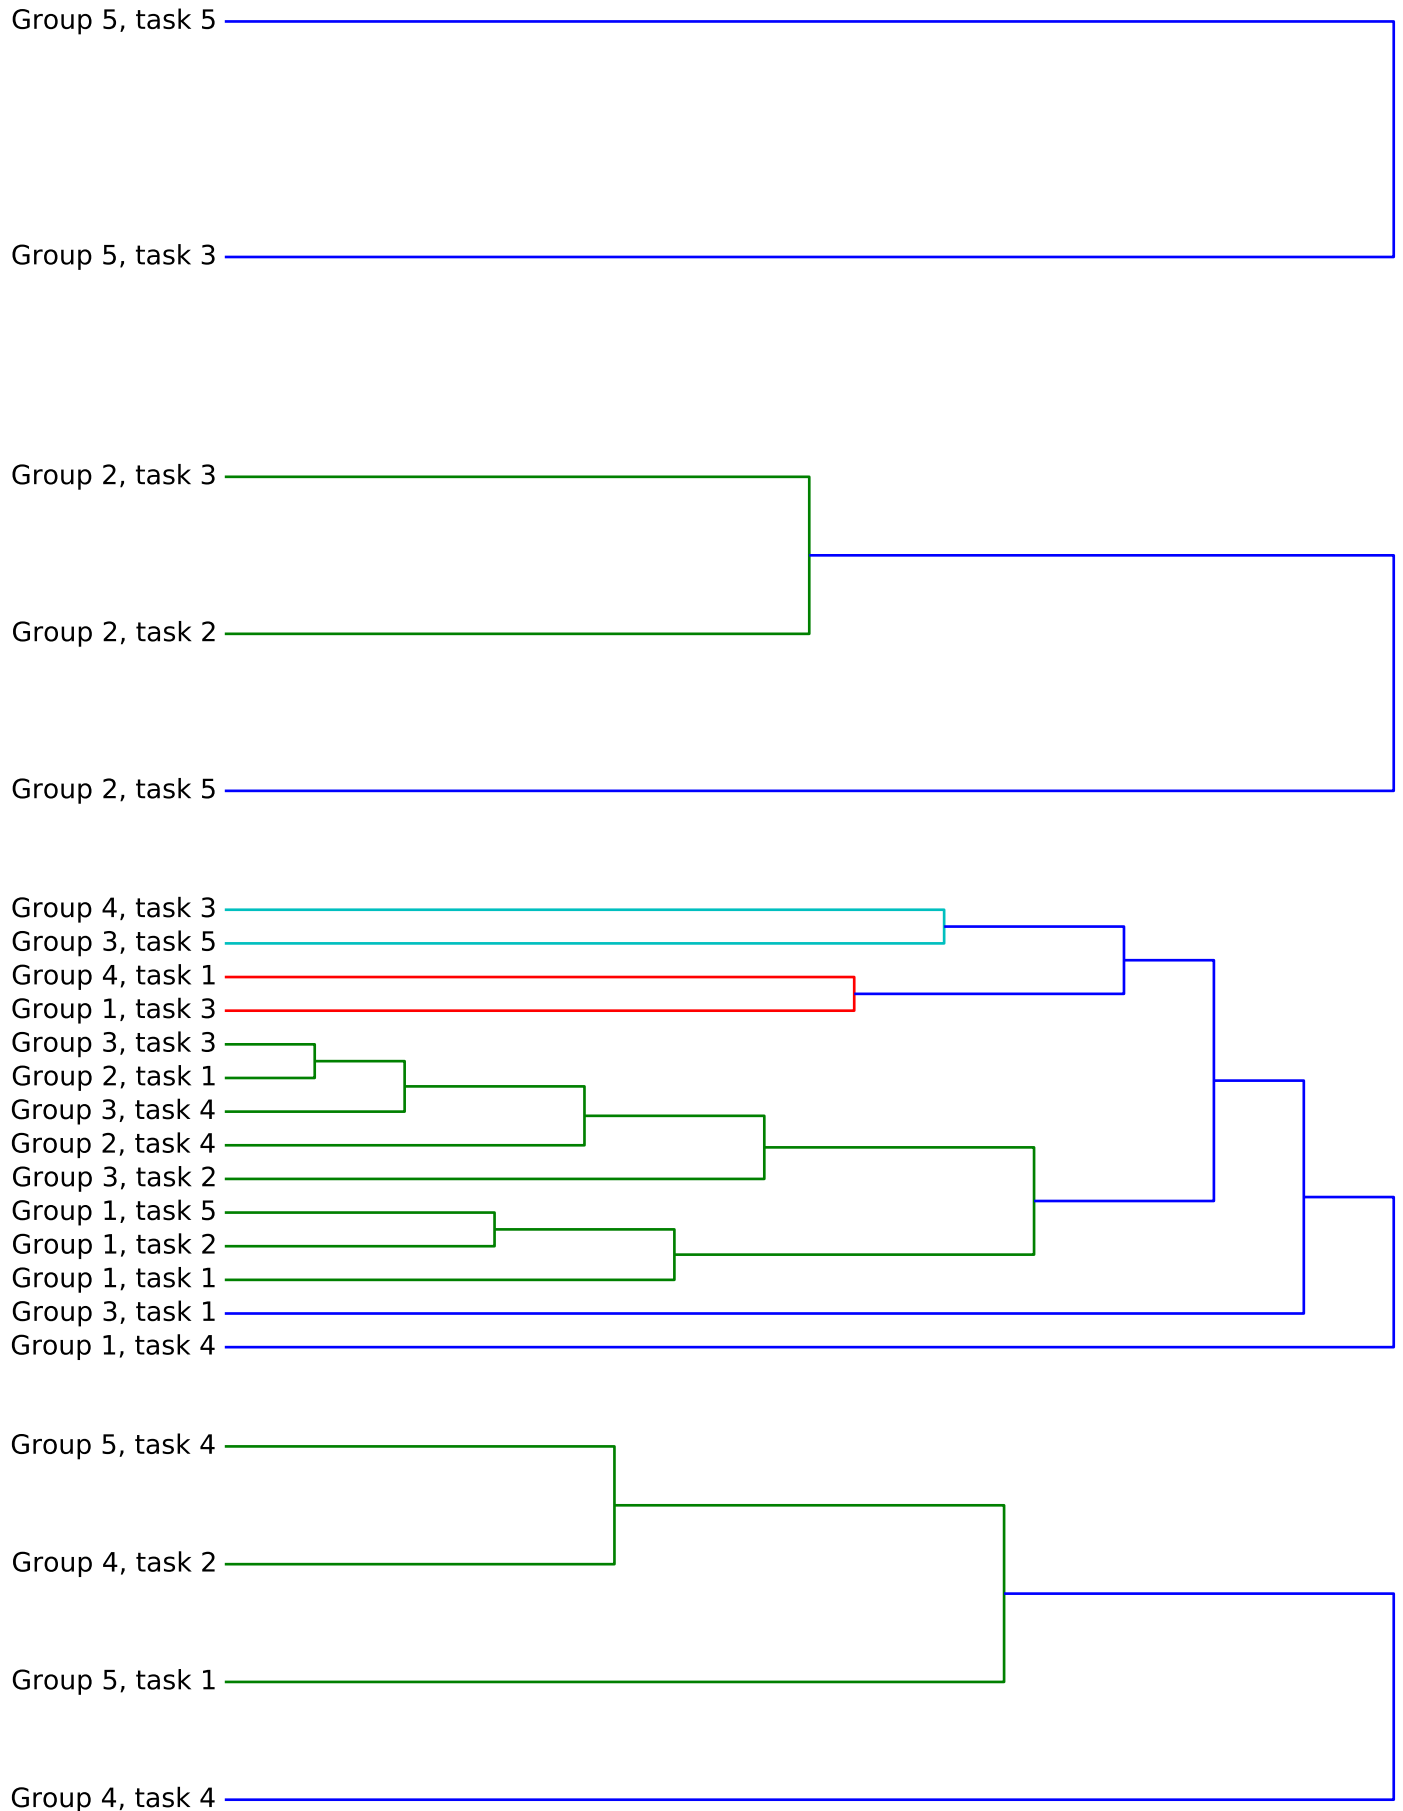 Group 5, task 5
Group 5, task 3
Group 2, task 3
Group 2, task 2
Group 2, task 5
Group 4, task 3
Group 3, task 5
Group 4, task 1
Group 1, task 3
Group 3, task 3
Group 2, task 1
Group 3, task 4
Group 2, task 4
Group 3, task 2
Group 1, task 5
Group 1, task 2
Group 1, task 1
Group 3, task 1
Group 1, task 4
Group 5, task 4
Group 4, task 2
Group 5, task 1
Group 4, task 4